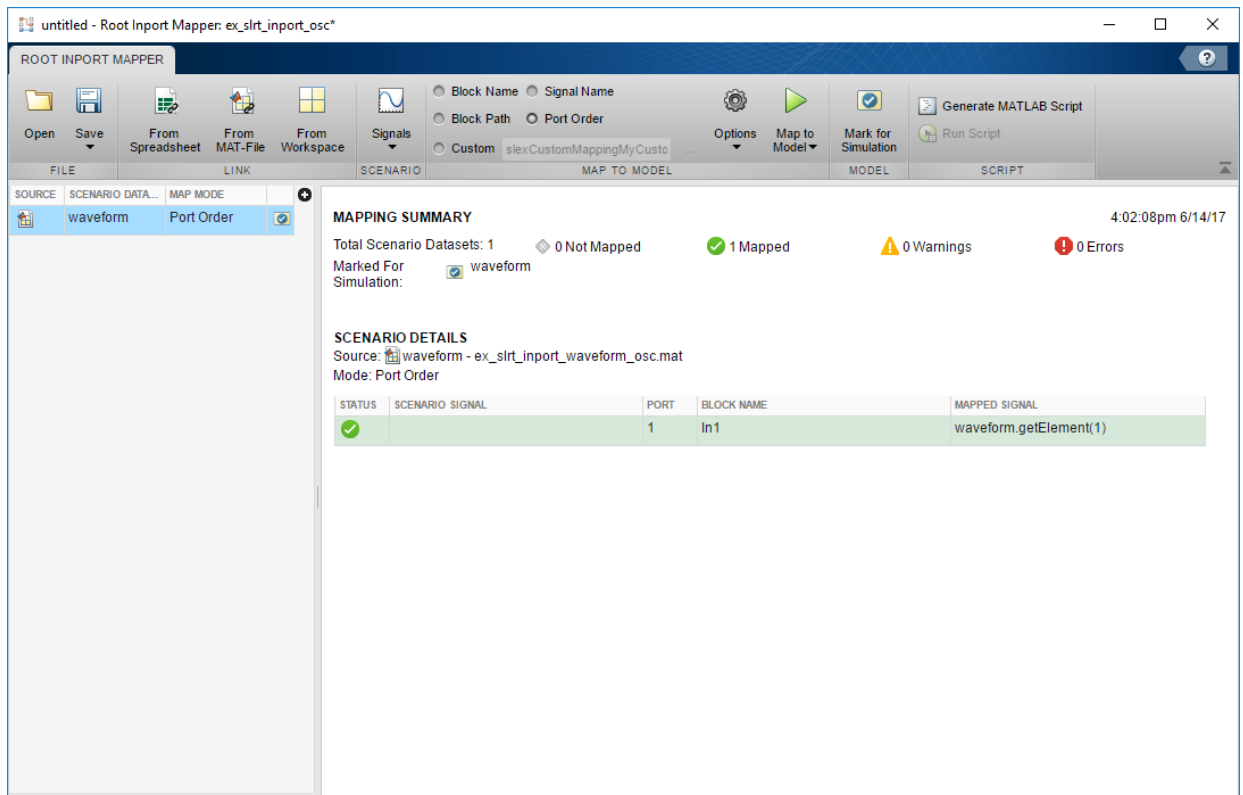 untitled - Root Inport Mapper: ex_slrt_inport_osc*
ROOT INPORT MAPPER
?
Block Name Signal Name
Block Path Port Order
Custom slexCustomMappingMyCusto ...
Open Save From Spreadsheet From MAT-File From Workspace Signals Options Map to Model Mark for Simulation Generate MATLAB Script
Run Script
FILE LINK SCENARIO MAP TO MODEL MODEL SCRIPT
SOURCE SCENARIO DATA... MAP MODE
waveform Port Order
MAPPING SUMMARY 4:02:08pm 6/14/17
Total Scenario Datasets: 1 0 Not Mapped 1 Mapped 0 Warnings 0 Errors
Marked For Simulation: waveform
SCENARIO DETAILS
Source: waveform - ex_slrt_inport_waveform_osc.mat
Mode: Port Order
STATUS SCENARIO SIGNAL PORT BLOCK NAME MAPPED SIGNAL
1 In1 waveform.getElement(1)